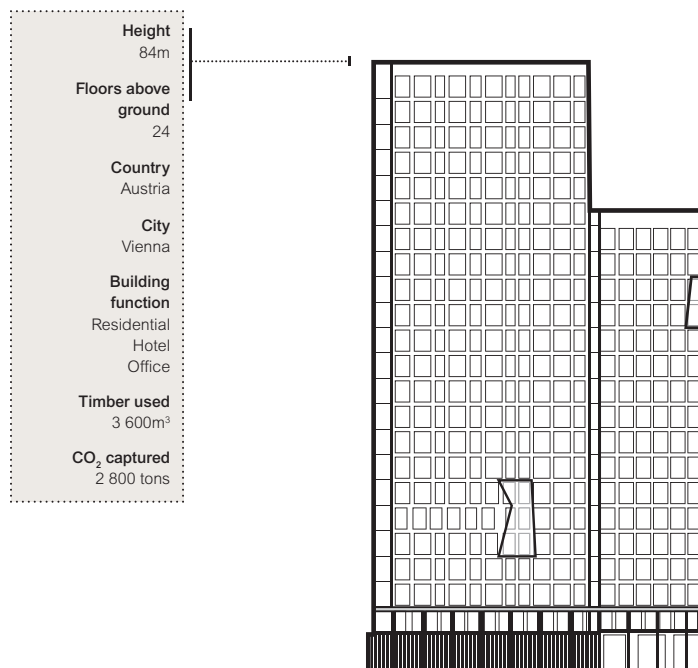 Height
84m
Floors above
ground
24
Country
Austria
City
Vienna
Building
function
Residential
Hotel
Office
Timber used
3 600m³
CO₂ captured
2 800 tons